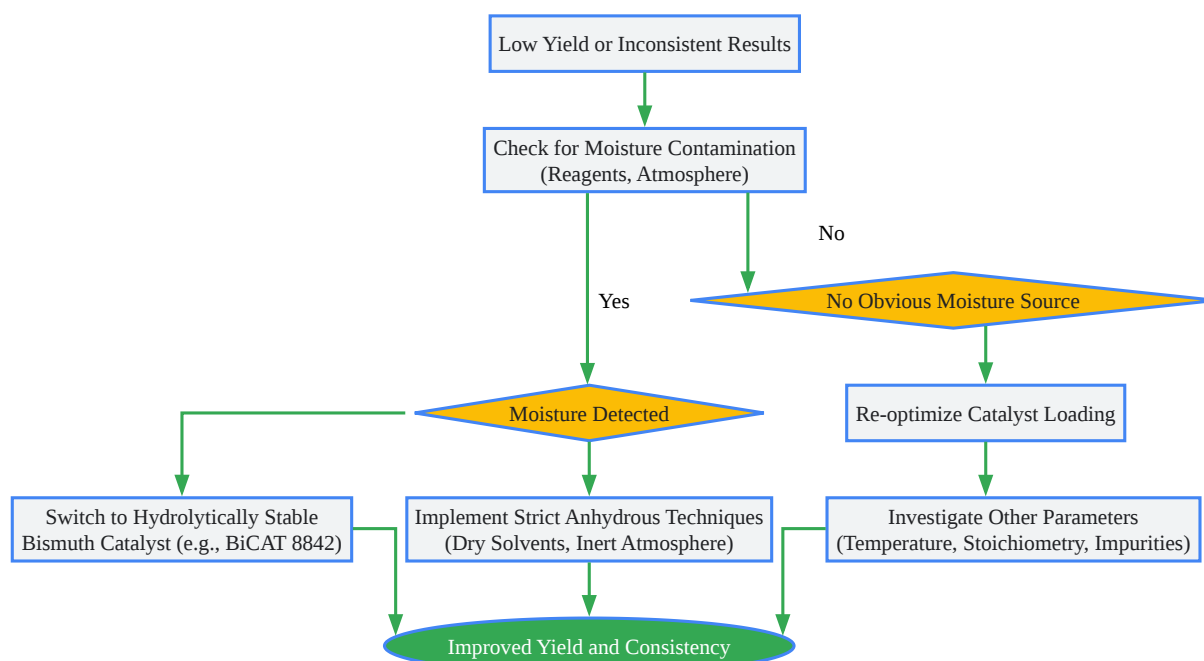 Low Yield or Inconsistent Results
Check for Moisture Contamination
(Reagents, Atmosphere)
No
Yes
No Obvious Moisture Source
Moisture Detected
Re-optimize Catalyst Loading
Switch to Hydrolytically Stable
Bismuth Catalyst (e.g., BiCAT 8842)
Implement Strict Anhydrous Techniques
(Dry Solvents, Inert Atmosphere)
Investigate Other Parameters
(Temperature, Stoichiometry, Impurities)
Improved Yield and Consistency